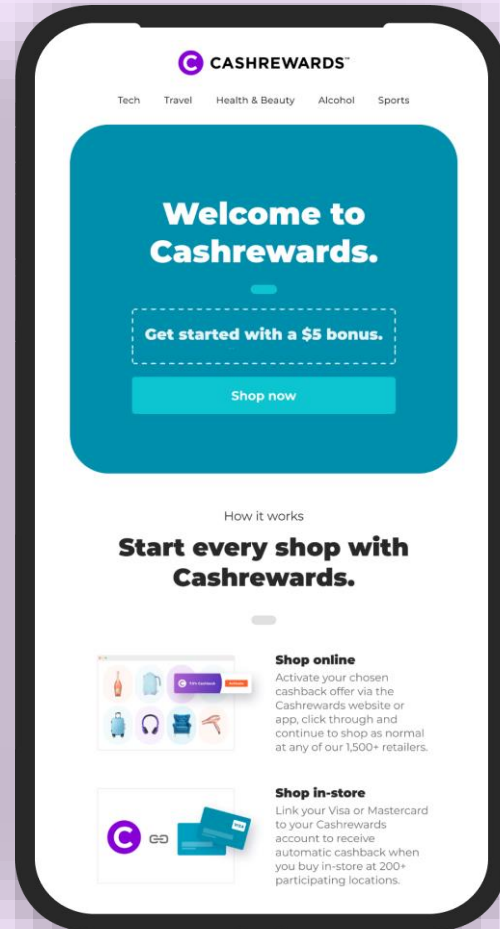 C CASHREWARDS™
Tech Travel Health & Beauty Alcohol Sports
Welcome to
Cashrewards.
Get started with a $5 bonus.
Shop now
How it works
Start every shop with
Cashrewards.
Shop online
Activate your chosen
cashback offer via the
Cashrewards website or
app, click through and
continue to shop as normal
at any of our 1,500+ retailers.
C
Shop in-store
Link your Visa or Mastercard
to your Cashrewards
account to receive
automatic cashback when
you buy in-store at 200+
participating locations.
C
VISA